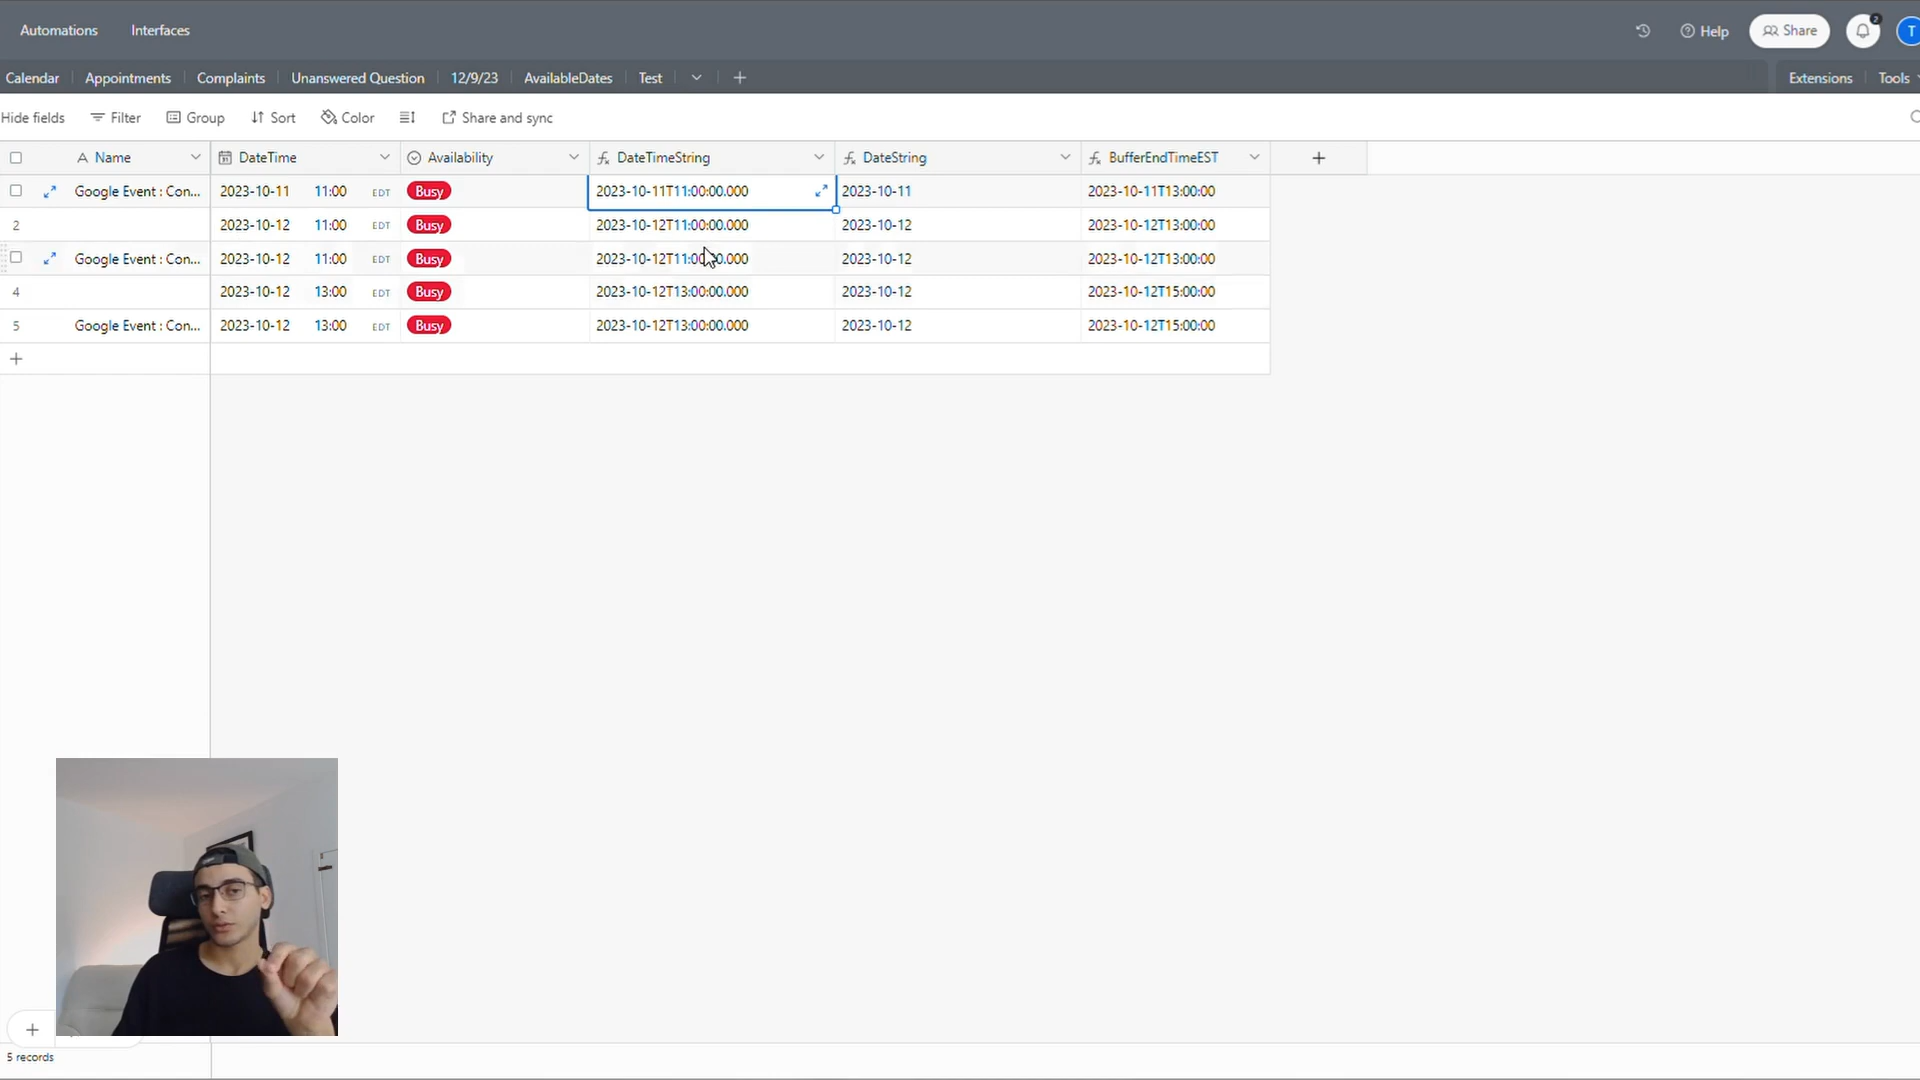 Automations Interfaces Help Share 2 T
Calendar Appointments Complaints Unanswered Question 12/9/23 AvailableDates Test Extensions Tools
Hide fields Filter Group Sort Color Share and sync
Name DateTime Availability DateTimeString DateString BufferEndTimeEST
Google Event : Con... 2023-10-11 11:00 EDT Busy 2023-10-11T11:00:00.000 2023-10-11 2023-10-11T13:00:00
2 2023-10-12 11:00 EDT Busy 2023-10-12T11:00:00.000 2023-10-12 2023-10-12T13:00:00
Google Event : Con... 2023-10-12 11:00 EDT Busy 2023-10-12T11:00:00.000 2023-10-12 2023-10-12T13:00:00
4 2023-10-12 13:00 EDT Busy 2023-10-12T13:00:00.000 2023-10-12 2023-10-12T15:00:00
5 Google Event : Con... 2023-10-12 13:00 EDT Busy 2023-10-12T13:00:00.000 2023-10-12 2023-10-12T15:00:00
5 records